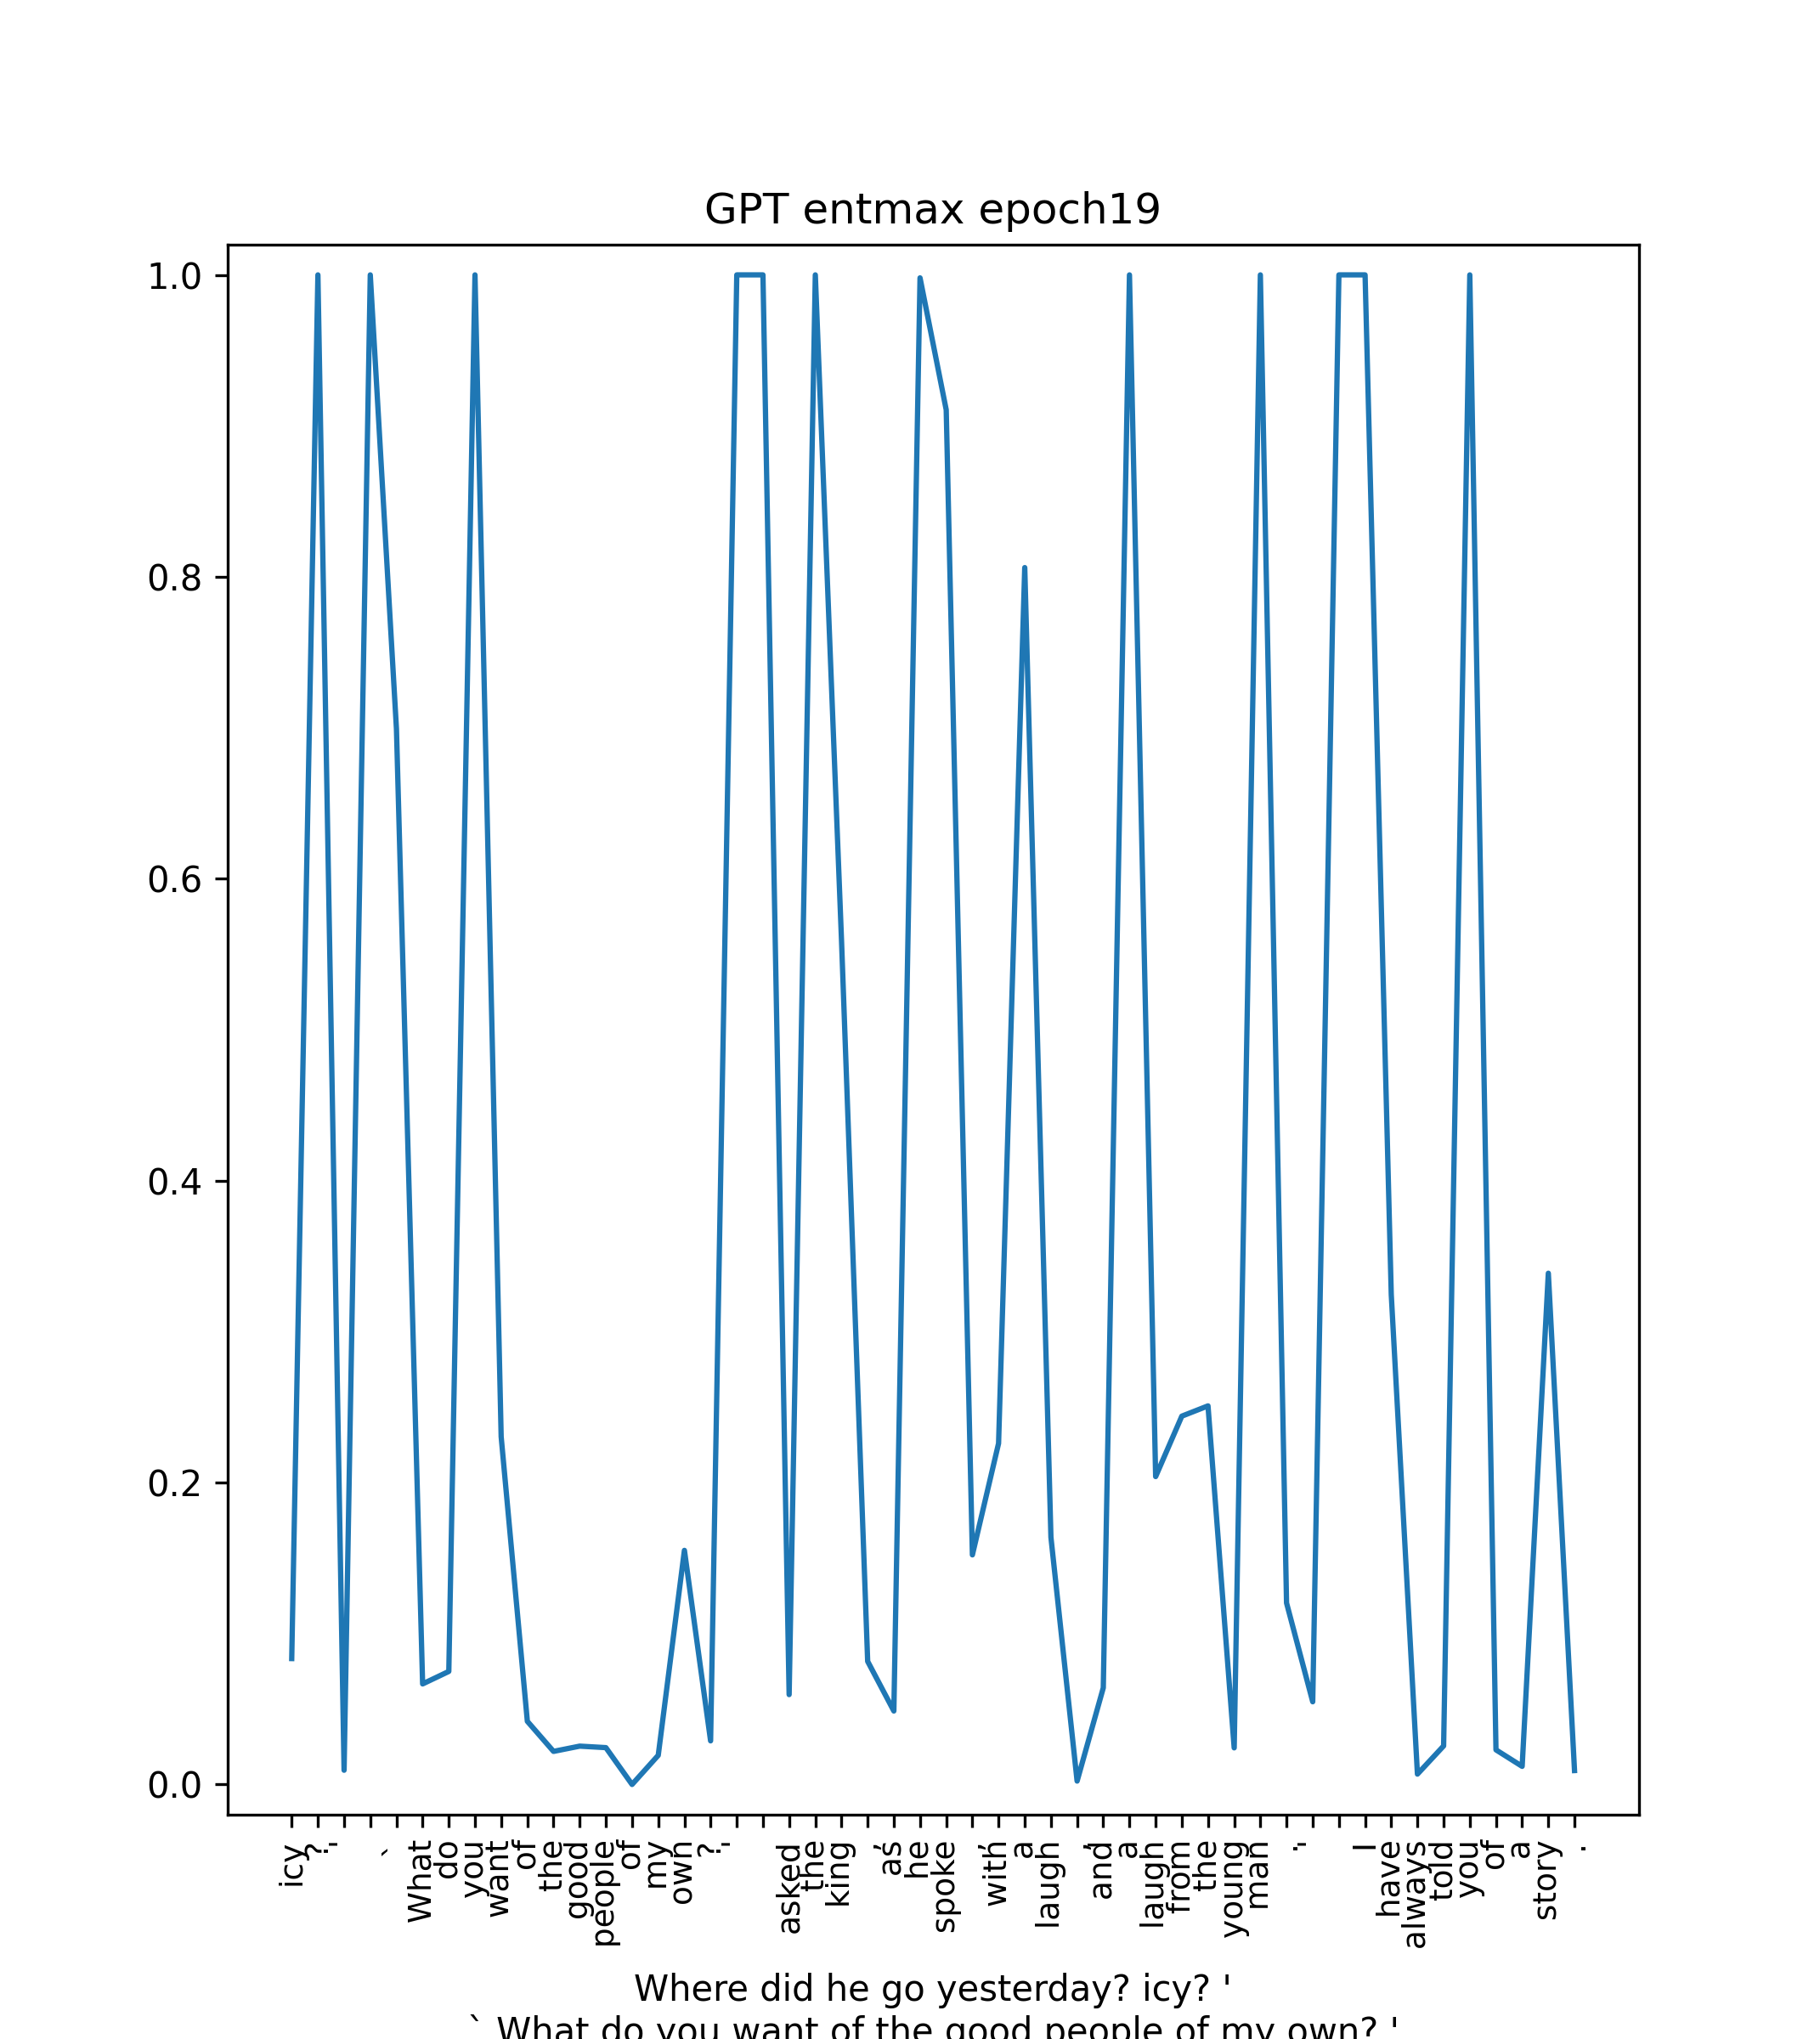 GPT entmax epoch19
1.0
0.8
0.6
0.4
0.2
0.0
icy
?
'
`
What
do
you
want
of
the
good
people
of
my
own
?
'
asked
the
king
,
as
he
spoke
,
with
a
laugh
,
and
a
laugh
from
the
young
man
.
'
I
have
always
told
you
of
a
story
.
Where did he go yesterday? icy? '
` What do you want of the good people of my own? '